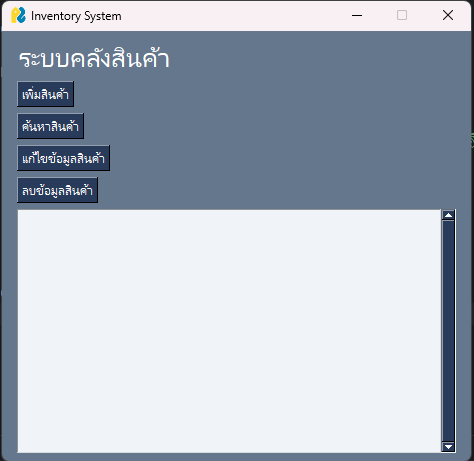 Inventory System
ระบบคลังสินค้า
เพิ่มสินค้า
ค้นหาสินค้า
แก้ไขข้อมูลสินค้า
ลบข้อมูลสินค้า